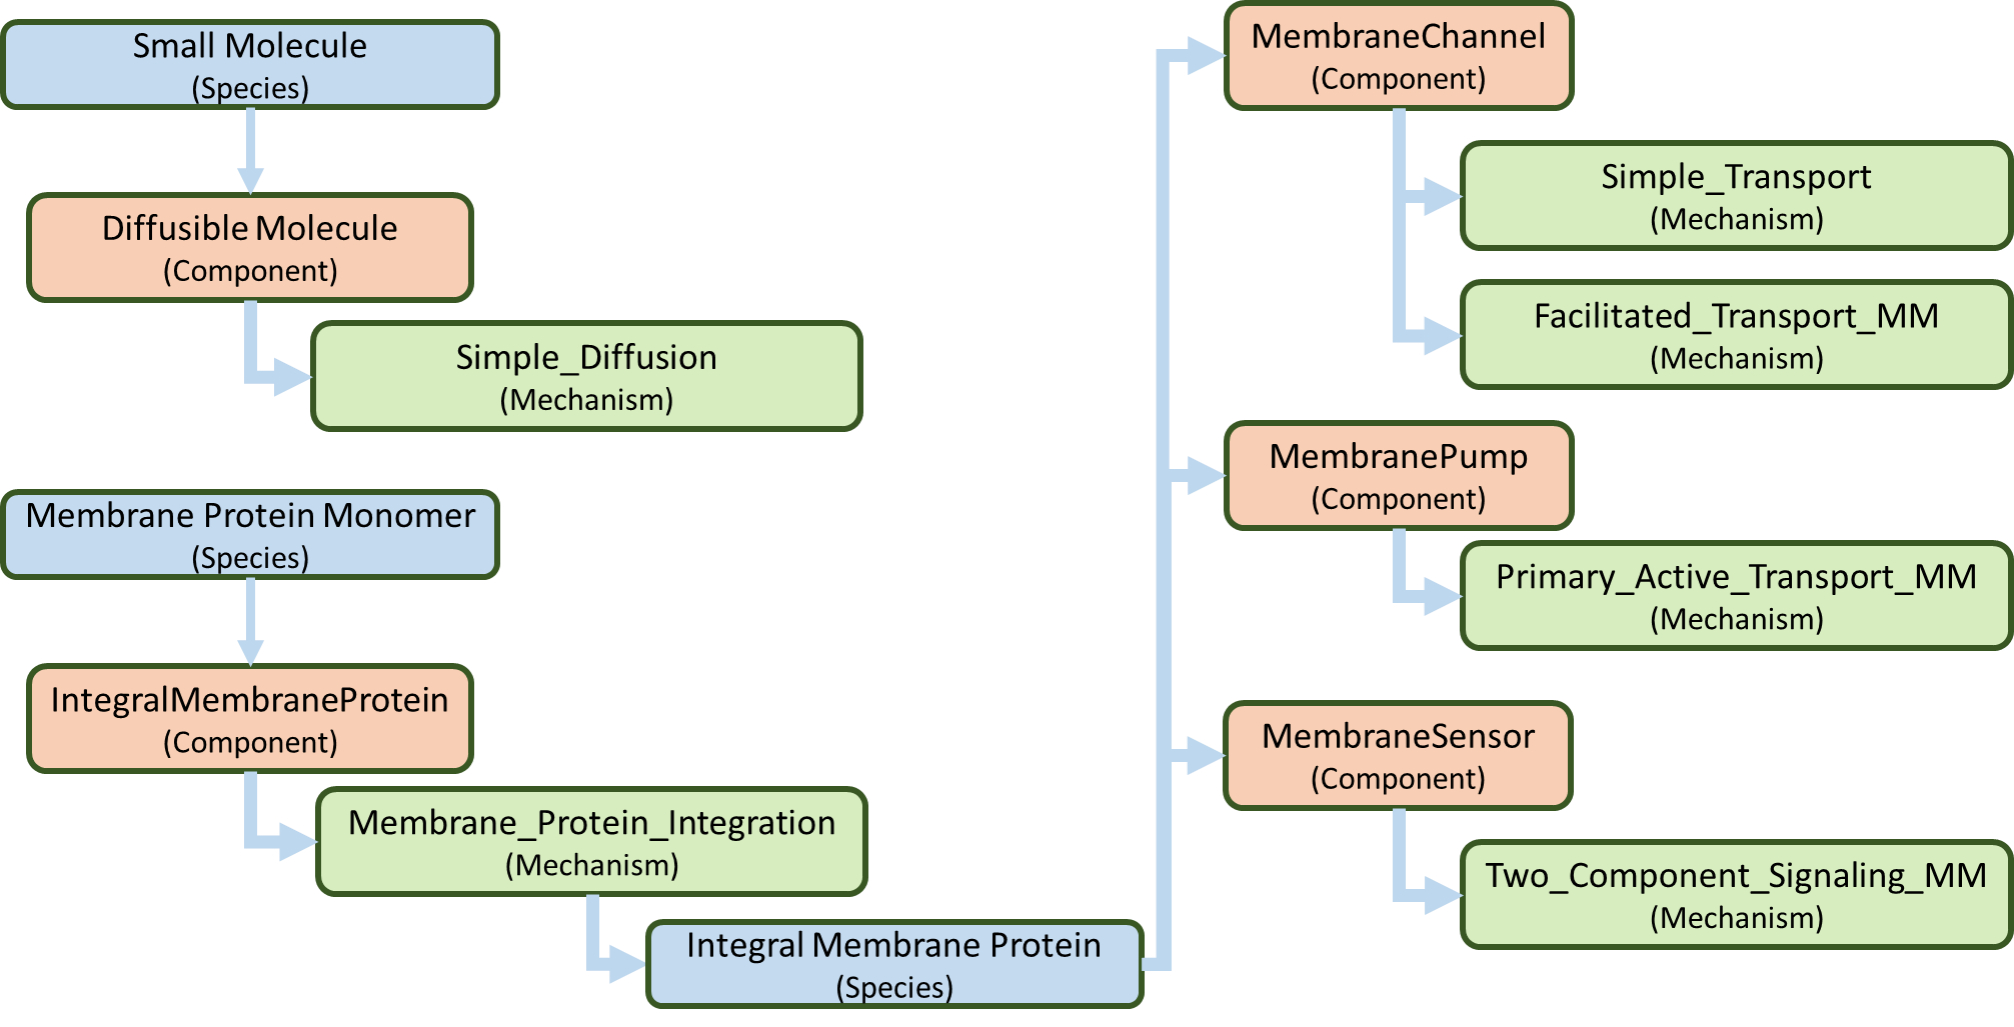 Small Molecule
(Species)
Diffusible Molecule
(Component)
Simple_Diffusion
(Mechanism)
Membrane Protein Monomer
(Species)
IntegralMembraneProtein
(Component)
Membrane_Protein_Integration
(Mechanism)
Integral Membrane Protein
(Species)
MembraneChannel
(Component)
Simple_Transport
(Mechanism)
Facilitated_Transport_MM
(Mechanism)
MembranePump
(Component)
Primary_Active_Transport_MM
(Mechanism)
MembraneSensor
(Component)
Two_Component_Signaling_MM
(Mechanism)